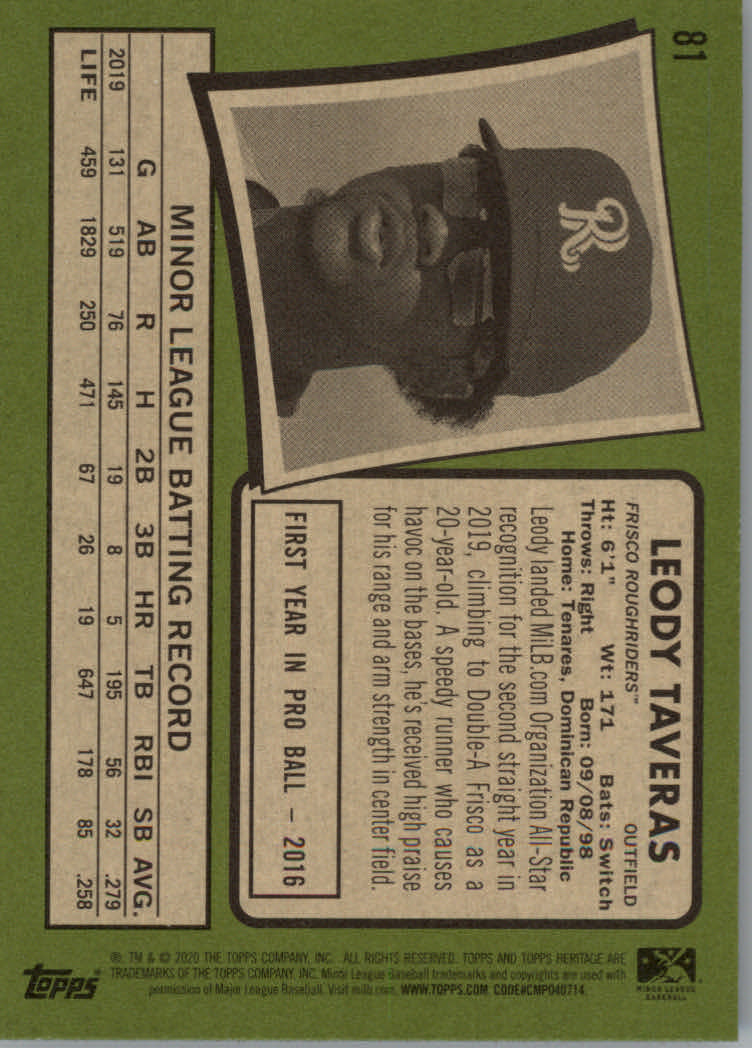 81
R
LEODY TAVERAS
FRISCO ROUGHRIDERS™ OUTFIELD
Ht: 6'1" Wt: 171 Bats: Switch
Throws: Right Born: 09/08/98
Home: Tenares, Dominican Republic
Leody landed MiLB.com Organization All-Star
recognition for the second straight year in
2019, climbing to Double-A Frisco as a
20-year-old. A speedy runner who causes
havoc on the bases, he's received high praise
for his range and arm strength in center field.
FIRST YEAR IN PRO BALL – 2016
MINOR LEAGUE BATTING RECORD
G AB R H 2B 3B HR TB RBI SB AVG.
2019 131 519 76 145 19 8 5 195 56 32 .279
LIFE 459 1829 250 471 67 26 19 647 178 85 .258
MINOR LEAGUE
BASEBALL
®, TM & © 2020 THE TOPPS COMPANY, INC. ALL RIGHTS RESERVED. TOPPS AND TOPPS HERITAGE ARE
TRADEMARKS OF THE TOPPS COMPANY, INC. Minor League Baseball trademarks and copyrights are used with
permission of Major League Baseball. Visit milb.com. WWW.TOPPS.COM CODE#CMP040714
topps®